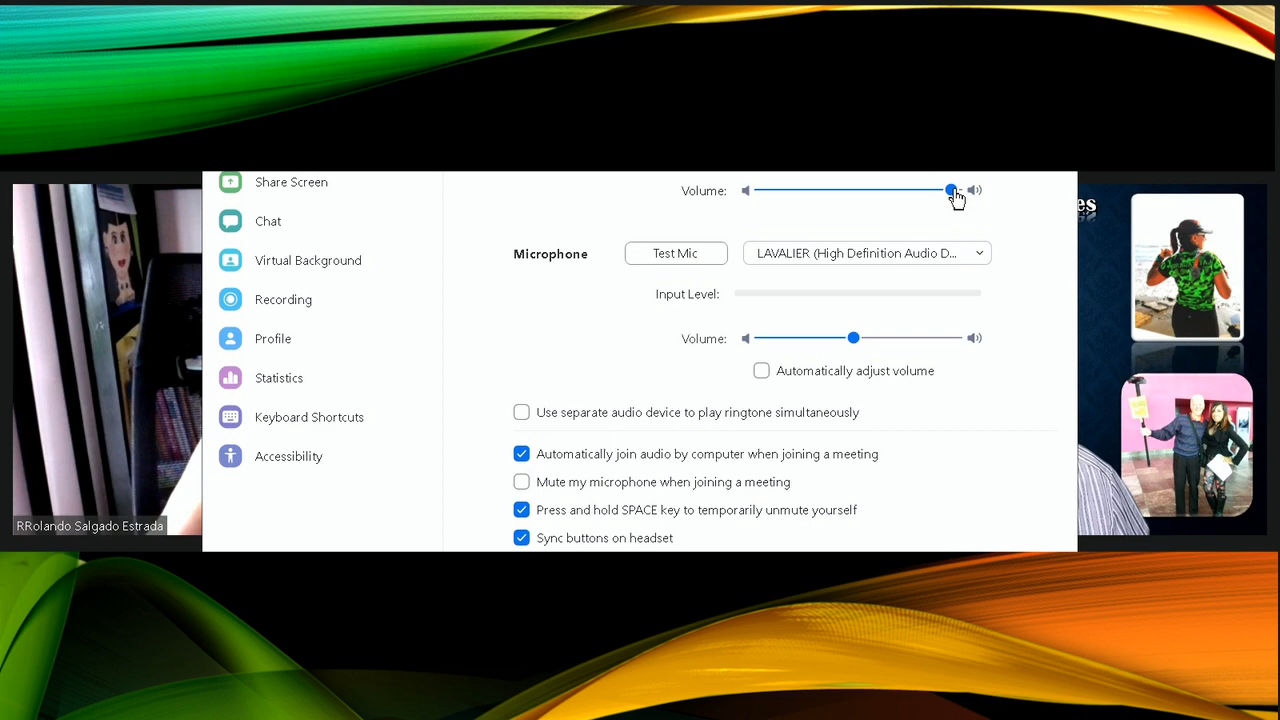 Share Screen
Chat
Virtual Background
Recording
Profile
Statistics
Keyboard Shortcuts
Accessibility
Volume:
Microphone
Test Mic
LAVALIER (High Definition Audio D...
Input Level:
Volume:
Automatically adjust volume
Use separate audio device to play ringtone simultaneously
Automatically join audio by computer when joining a meeting
Mute my microphone when joining a meeting
Press and hold SPACE key to temporarily unmute yourself
Sync buttons on headset
RRolando Salgado Estrada
es